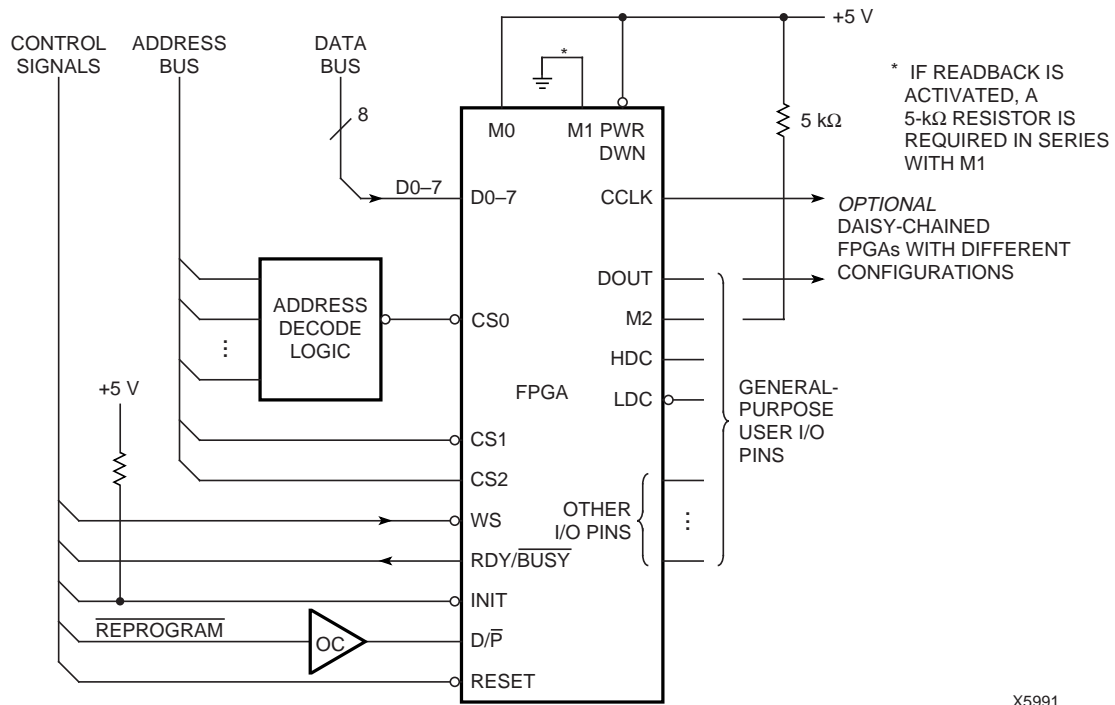 +5 V
CONTROL
SIGNALS
ADDRESS
BUS
DATA
BUS
*
* IF READBACK IS
ACTIVATED, A
5-kΩ RESISTOR IS
REQUIRED IN SERIES
WITH M1
8
M0
M1
PWR
DWN
5 kΩ
D0–7
D0–7
CCLK
OPTIONAL
DAISY-CHAINED
FPGAs WITH DIFFERENT
CONFIGURATIONS
DOUT
ADDRESS
DECODE
LOGIC
⋮
CS0
M2
HDC
+5 V
FPGA
LDC
GENERAL-
PURPOSE
USER I/O
PINS
CS1
CS2
OTHER
I/O PINS
⋮
WS
RDY/B̅U̅S̅Y̅
INIT
R̅E̅P̅R̅O̅G̅R̅A̅M̅
OC
D/P̅
RESET
X5991